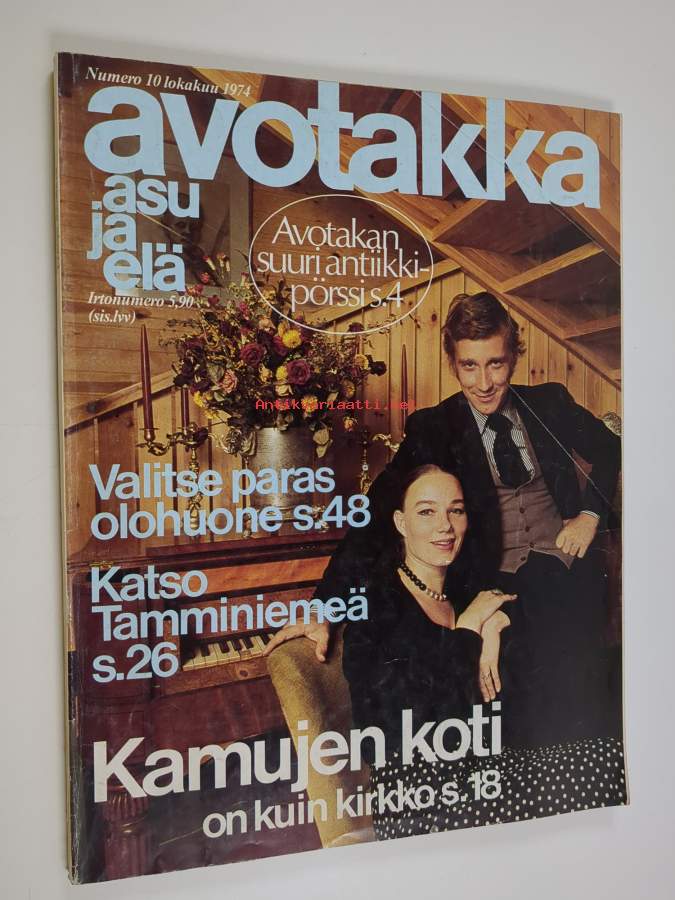 Numero 10 lokakuu 1974
avotakka
asu
ja
elä
Irtonumero 5,90
(sis.lvv)
Avotakan
suuri antiikki-
pörssi s.4
Antikvariaatti.net
Valitse paras
olohuone s.48
Katso
Tamminiemeä
s.26
Kamujen koti
on kuin kirkko s. 18